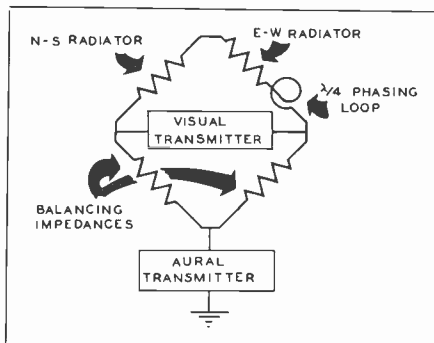 N-S RADIATOR
E-W RADIATOR
λ/4 PHASING
LOOP
VISUAL
TRANSMITTER
BALANCING
IMPEDANCES
AURAL
TRANSMITTER